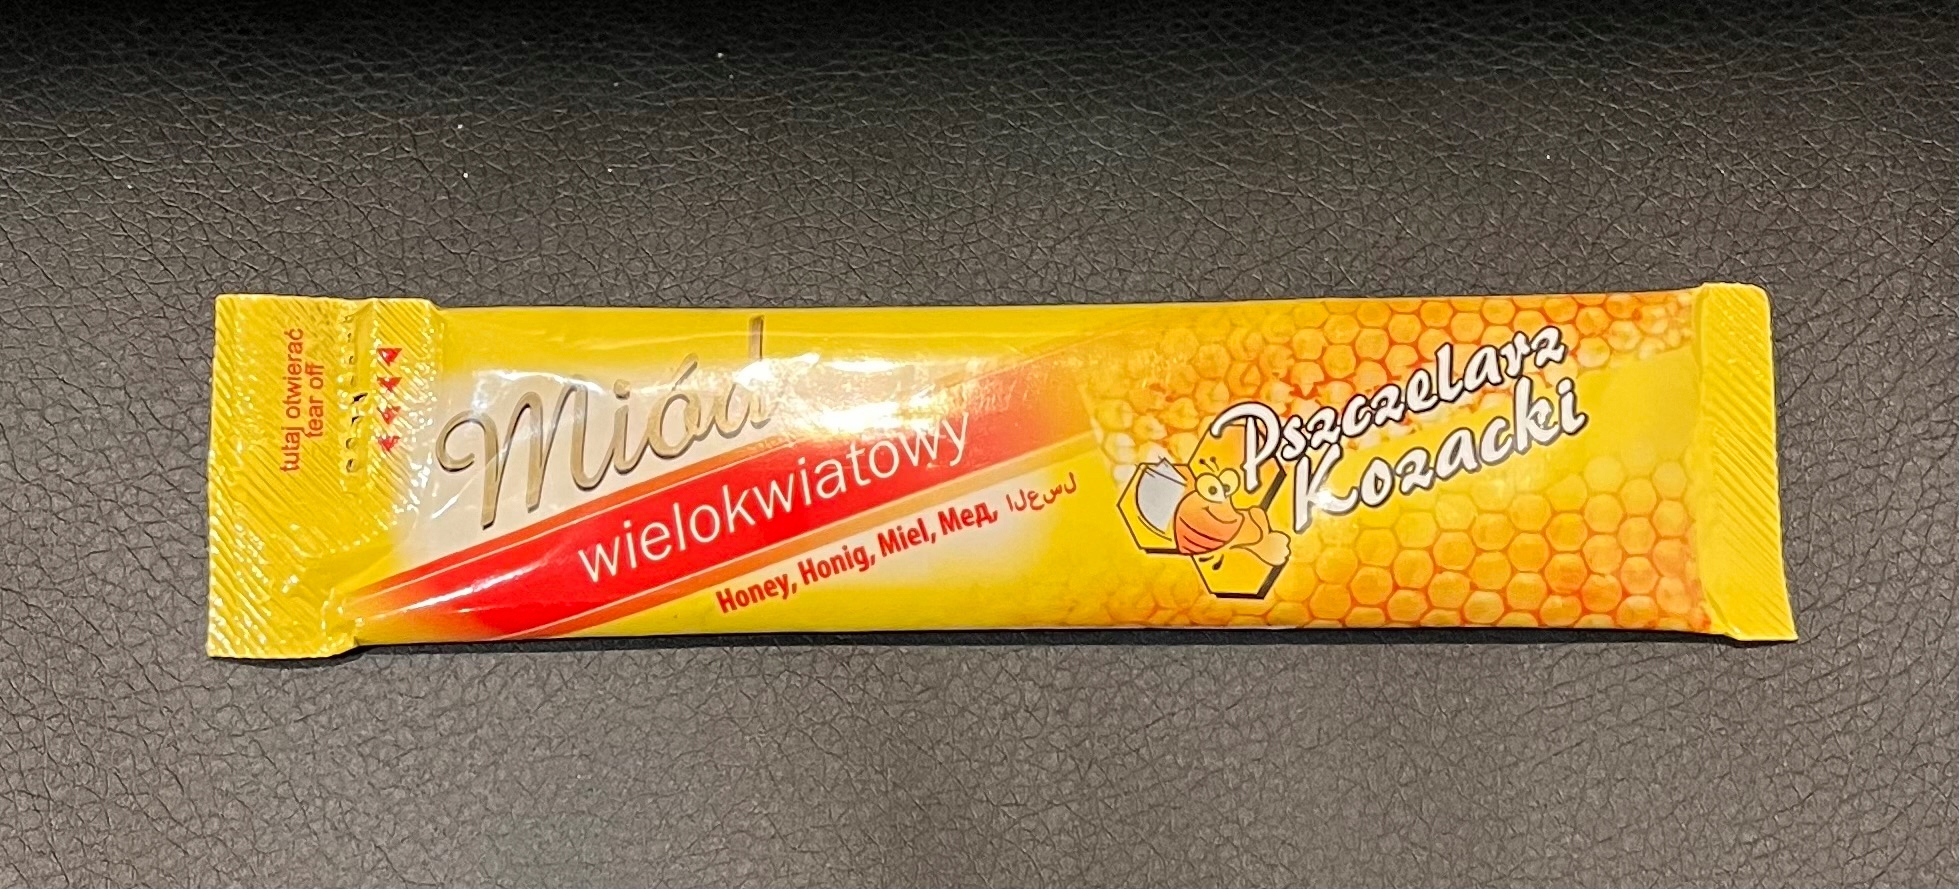 tutaj otwierać
tear off
Miód
wielokwiatowy
Honey, Honig, Miel, Мед, العسل
Pszczelarz
Kozacki